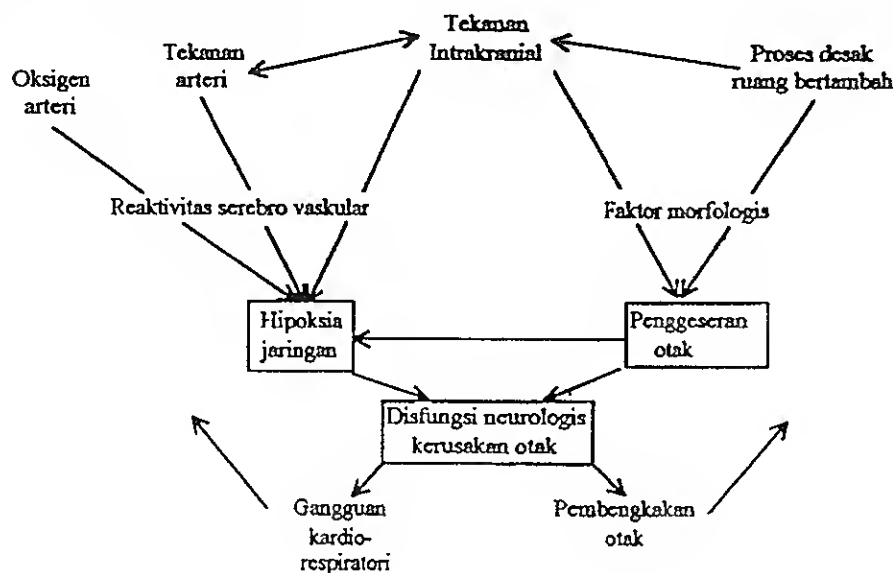 Tekanan
Intrakranial
Tekanan
arteri
Proses desak
ruang bertambah
Oksigen
arteri
Reaktivitas serebro vaskular
Faktor morfologis
Hipoksia
jaringan
Penggeseran
otak
Disfungsi neurologis
kerusakan otak
Gangguan
kardio-
respiratori
Pembengkakan
otak